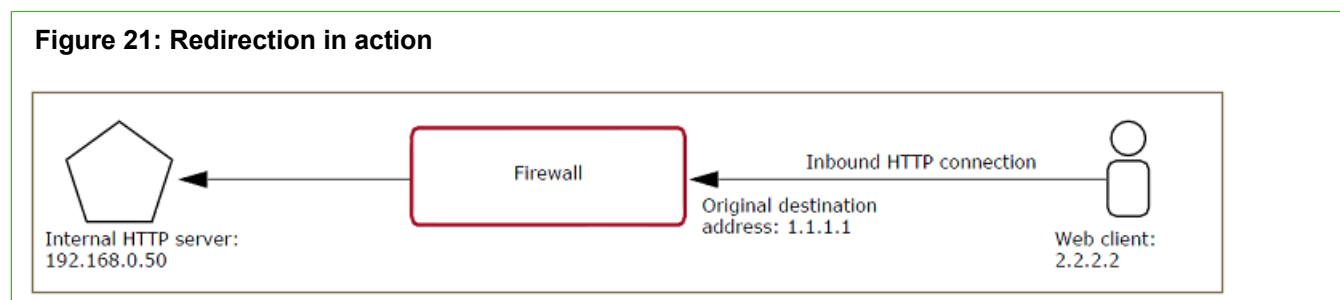 Figure 21: Redirection in action
Firewall
Inbound HTTP connection
Original destination
address: 1.1.1.1
Internal HTTP server:
192.168.0.50
Web client:
2.2.2.2